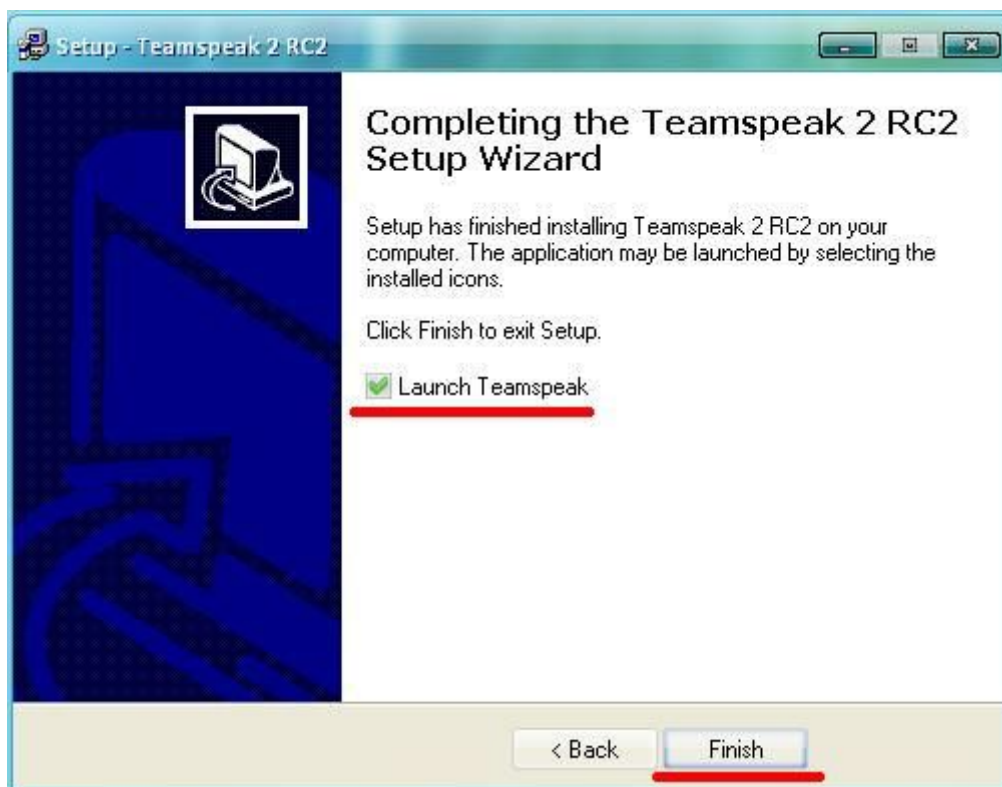 Setup - Teamspeak 2 RC2
Completing the Teamspeak 2 RC2
Setup Wizard
Setup has finished installing Teamspeak 2 RC2 on your
computer. The application may be launched by selecting the
installed icons.
Click Finish to exit Setup.
Launch Teamspeak
< Back Finish